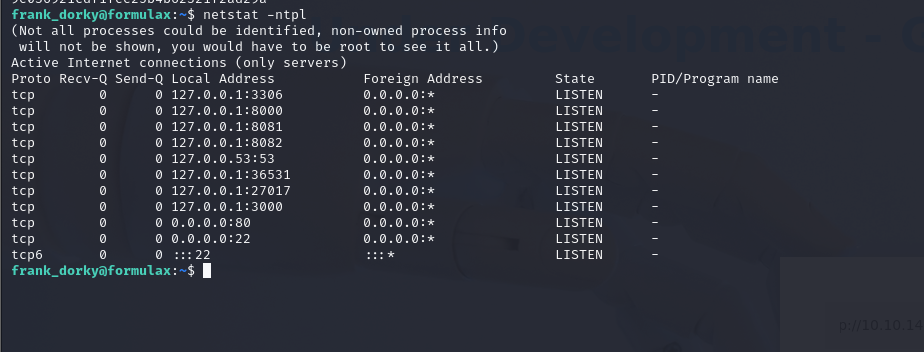 frank_dorky@formulax:~$ netstat -ntpl
(Not all processes could be identified, non-owned process info
 will not be shown, you would have to be root to see it all.)
Active Internet connections (only servers)
Proto Recv-Q Send-Q Local Address           Foreign Address         State       PID/Program name
tcp        0      0 127.0.0.1:3306          0.0.0.0:*               LISTEN      -
tcp        0      0 127.0.0.1:8000          0.0.0.0:*               LISTEN      -
tcp        0      0 127.0.0.1:8081          0.0.0.0:*               LISTEN      -
tcp        0      0 127.0.0.1:8082          0.0.0.0:*               LISTEN      -
tcp        0      0 127.0.0.53:53           0.0.0.0:*               LISTEN      -
tcp        0      0 127.0.0.1:36531         0.0.0.0:*               LISTEN      -
tcp        0      0 127.0.0.1:27017         0.0.0.0:*               LISTEN      -
tcp        0      0 127.0.0.1:3000          0.0.0.0:*               LISTEN      -
tcp        0      0 0.0.0.0:80              0.0.0.0:*               LISTEN      -
tcp        0      0 0.0.0.0:22              0.0.0.0:*               LISTEN      -
tcp6       0      0 :::22                   :::*                    LISTEN      -
frank_dorky@formulax:~$
Development - G
p://10.10.14